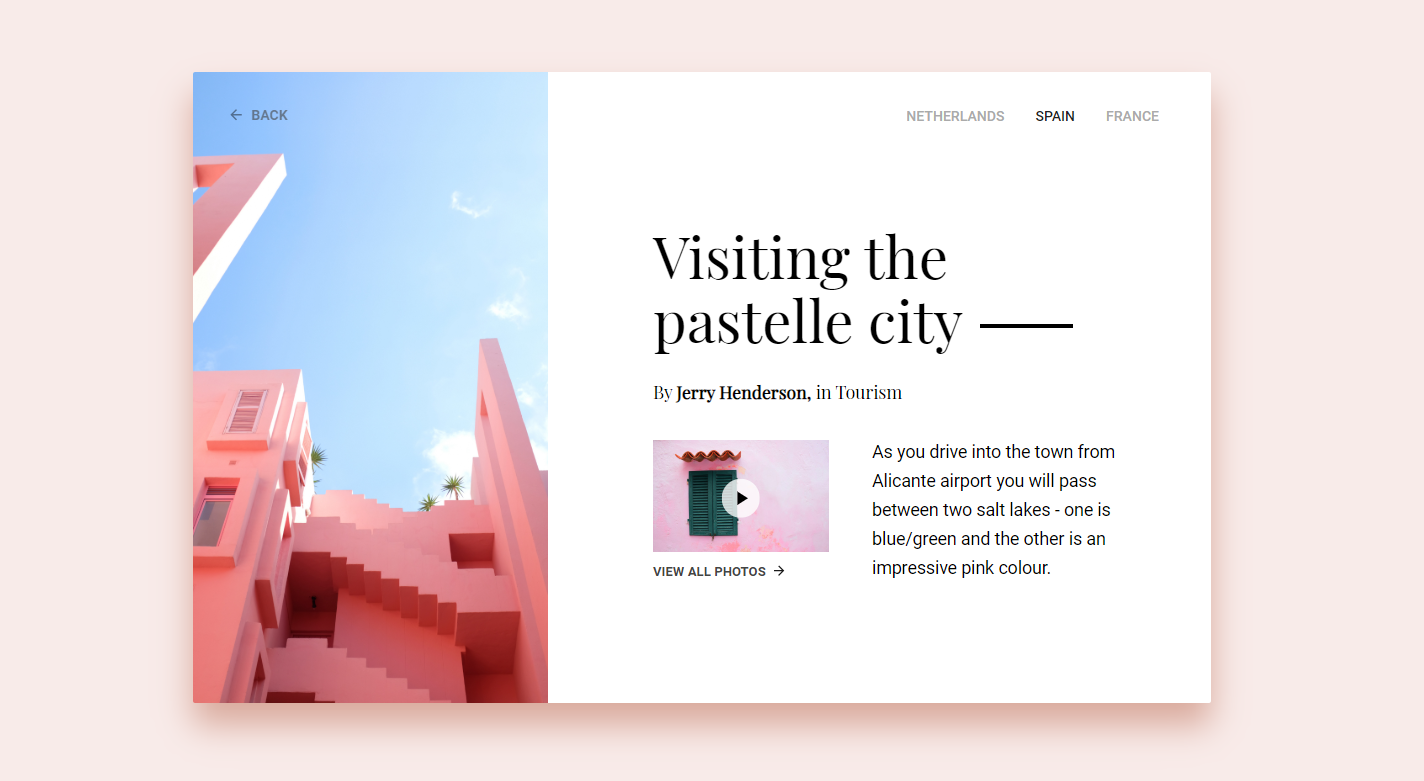 BACK
NETHERLANDS SPAIN FRANCE
Visiting the
pastelle city
By Jerry Henderson, in Tourism
As you drive into the town from
Alicante airport you will pass
between two salt lakes - one is
blue/green and the other is an
impressive pink colour.
VIEW ALL PHOTOS